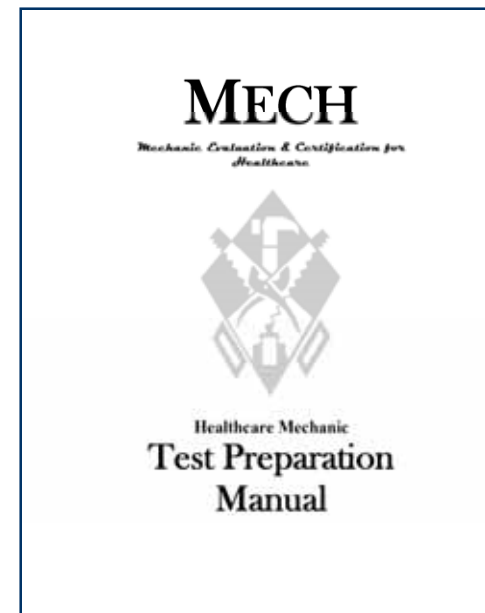 MECH
Mechanic Evaluation & Certification for
Healthcare
Healthcare Mechanic
Test Preparation
Manual